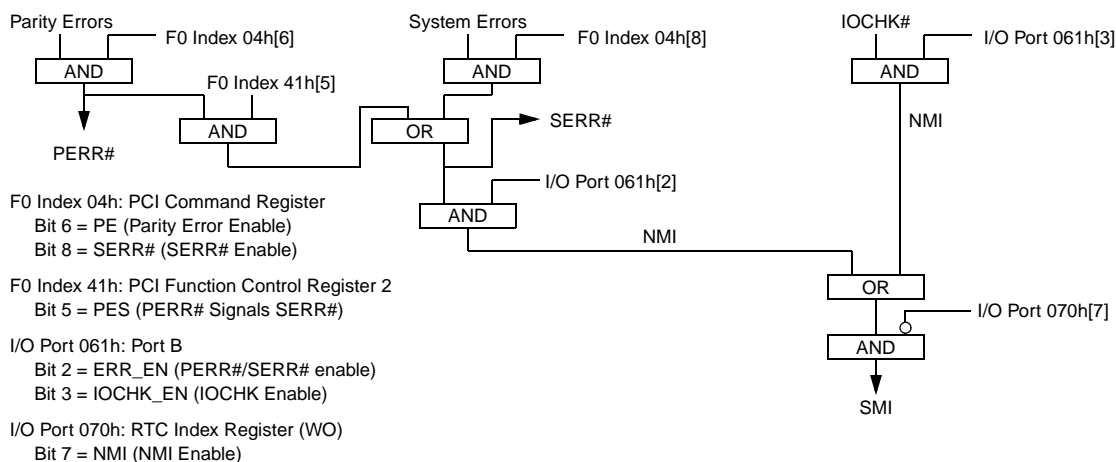 Parity Errors
F0 Index 04h[6]
System Errors
F0 Index 04h[8]
IOCHK#
I/O Port 061h[3]
AND
AND
AND
F0 Index 41h[5]
AND
OR
SERR#
NMI
PERR#
I/O Port 061h[2]
AND
NMI
F0 Index 04h: PCI Command Register
Bit 6 = PE (Parity Error Enable)
Bit 8 = SERR# (SERR# Enable)
F0 Index 41h: PCI Function Control Register 2
Bit 5 = PES (PERR# Signals SERR#)
OR
I/O Port 070h[7]
AND
SMI
I/O Port 061h: Port B
Bit 2 = ERR_EN (PERR#/SERR# enable)
Bit 3 = IOCHK_EN (IOCHK Enable)
I/O Port 070h: RTC Index Register (WO)
Bit 7 = NMI (NMI Enable)